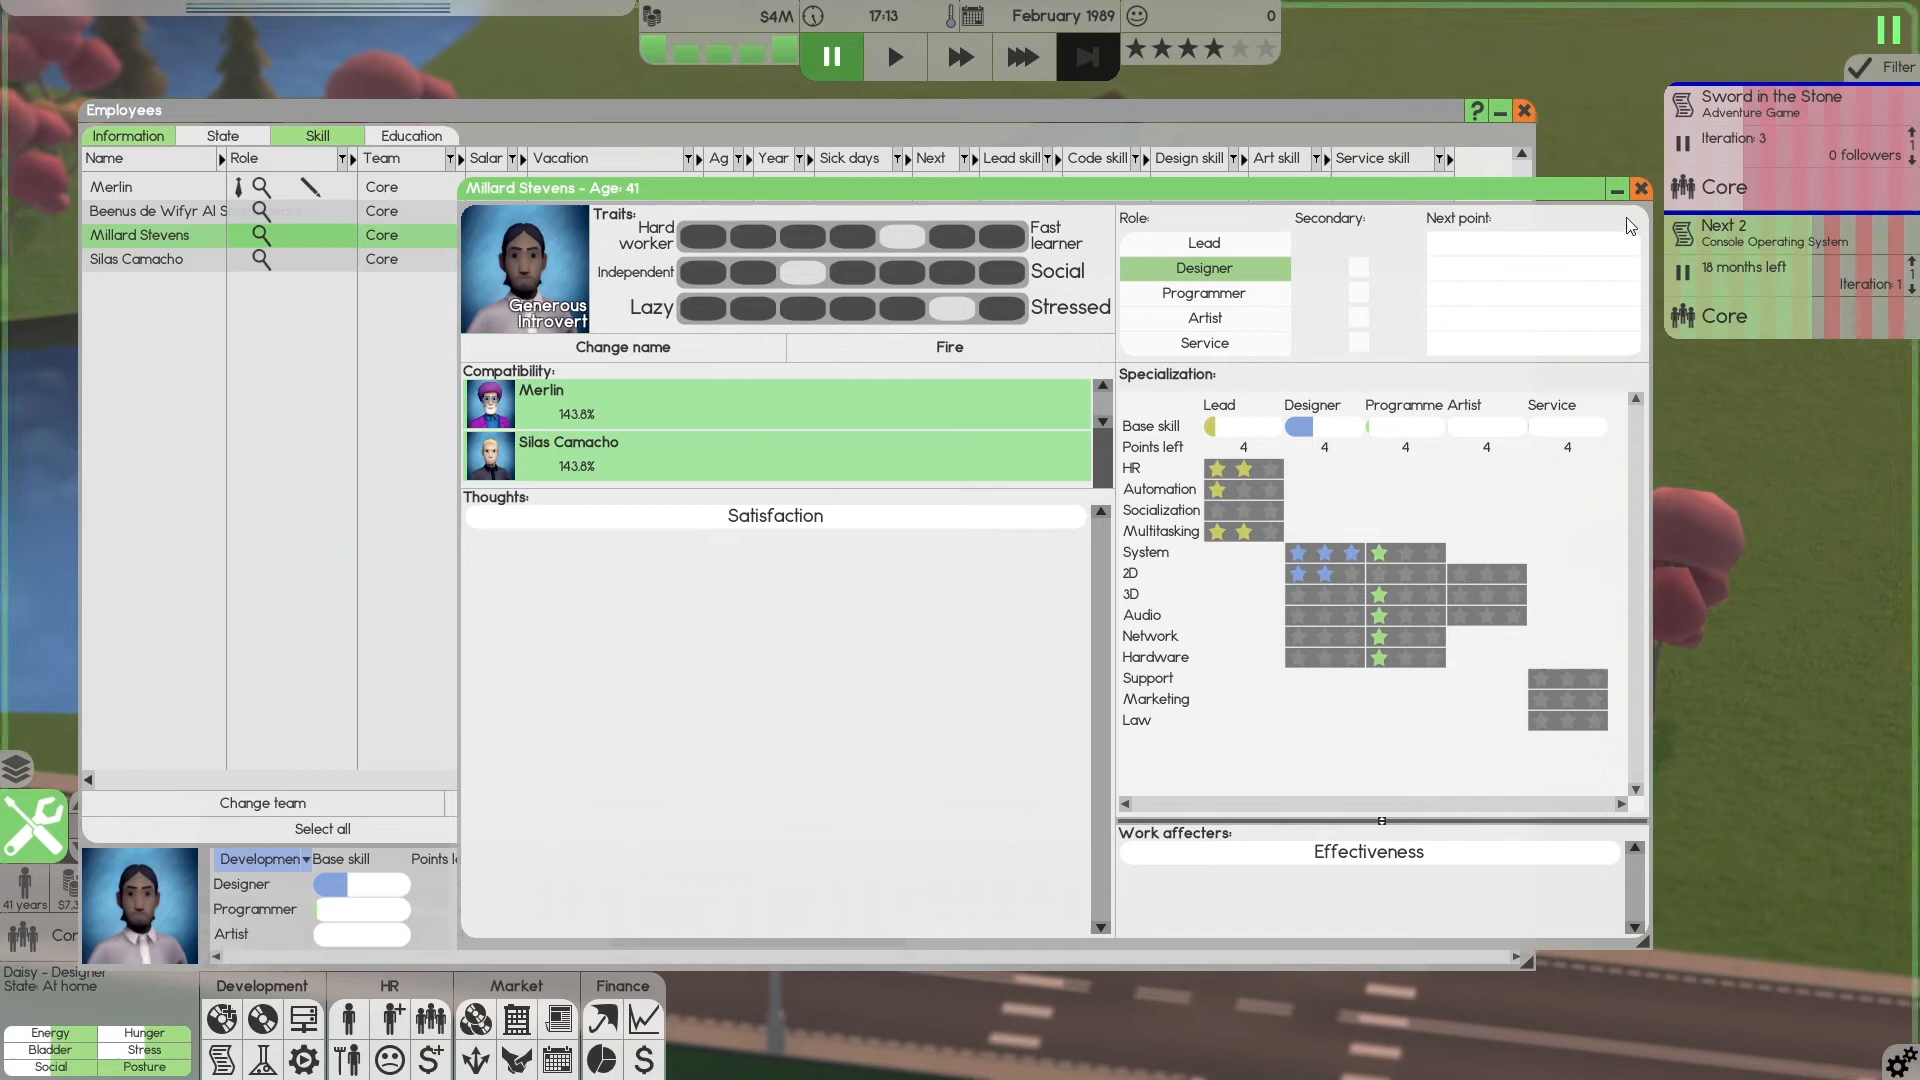 $4M 17:13 February 1989 0
Filter
Employees
Information State Skill Education
Name Role Team Salar Vacation Ag Year Sick days Next Lead skill Code skill Design skill Art skill Service skill
Merlin Core
Beenus de Wifyr Al S Core
Millard Stevens Core
Silas Camacho Core
Millard Stevens - Age: 41
Generous
Introvert
Traits:
Hard worker Fast learner
Independent Social
Lazy Stressed
Change name Fire
Compatibility:
Merlin
143.8%
Silas Camacho
143.8%
Thoughts:
Satisfaction
Role: Secondary: Next point:
Lead
Designer
Programmer
Artist
Service
Specialization:
Lead Designer Programme Artist Service
Base skill
Points left 4 4 4 4 4
HR
Automation
Socialization
Multitasking
System
2D
3D
Audio
Network
Hardware
Support
Marketing
Law
Work affecters:
Effectiveness
Sword in the Stone
Adventure Game
Iteration: 3
1
0 followers
Core
Next 2
Console Operating System
18 months left
1
Iteration: 1
Core
Change team
Select all
Developmen Base skill Points l
Designer
Programmer
Artist
41 years $7,3
Cor
Daisy - Designer
State: At home
Energy Hunger
Bladder Stress
Social Posture
Development HR Market Finance